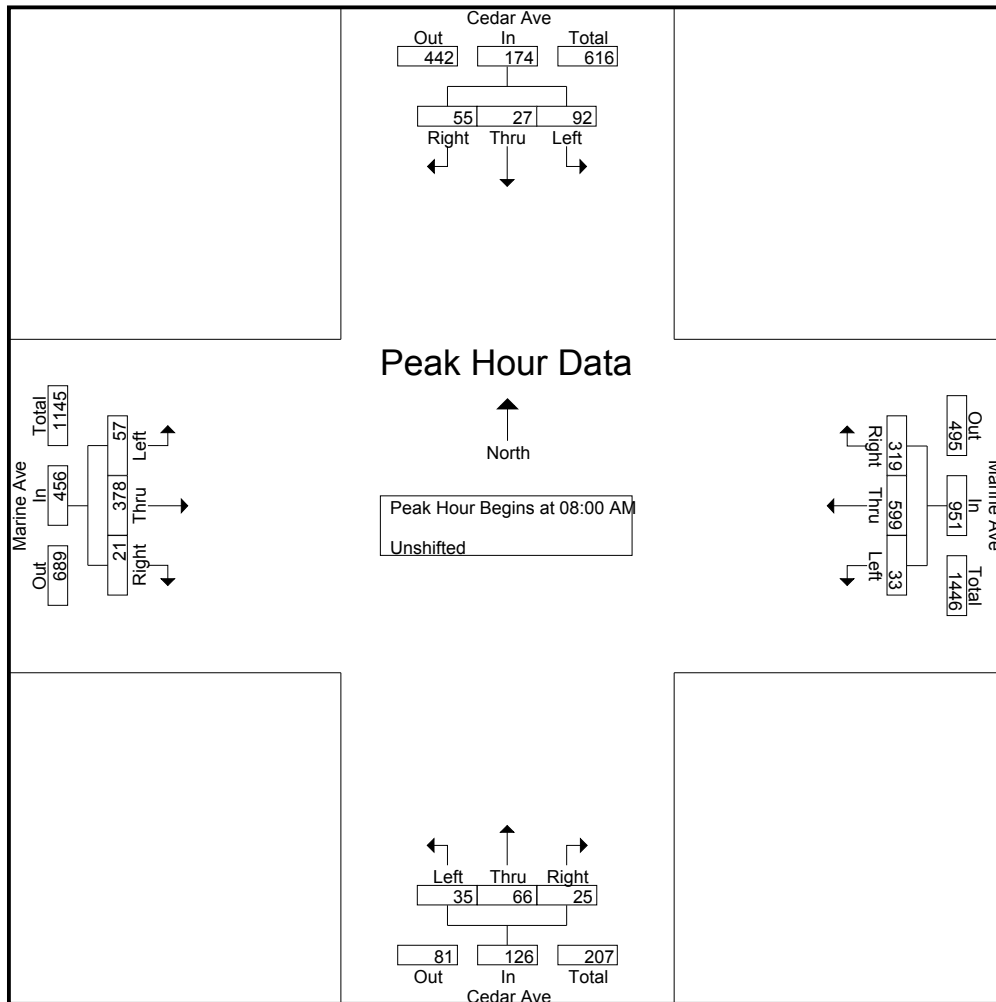 Cedar Ave
Out In Total
442 174 616
55 27 92
Right Thru Left
Peak Hour Data
North
Peak Hour Begins at 08:00 AM
Unshifted
Marine Ave
Out In Total
689 456 1145
21 378 57
Right Thru Left
Marine Ave
Out In Total
495 951 1446
319 599 33
Right Thru Left
Left Thru Right
35 66 25
81 126 207
Out In Total
Cedar Ave